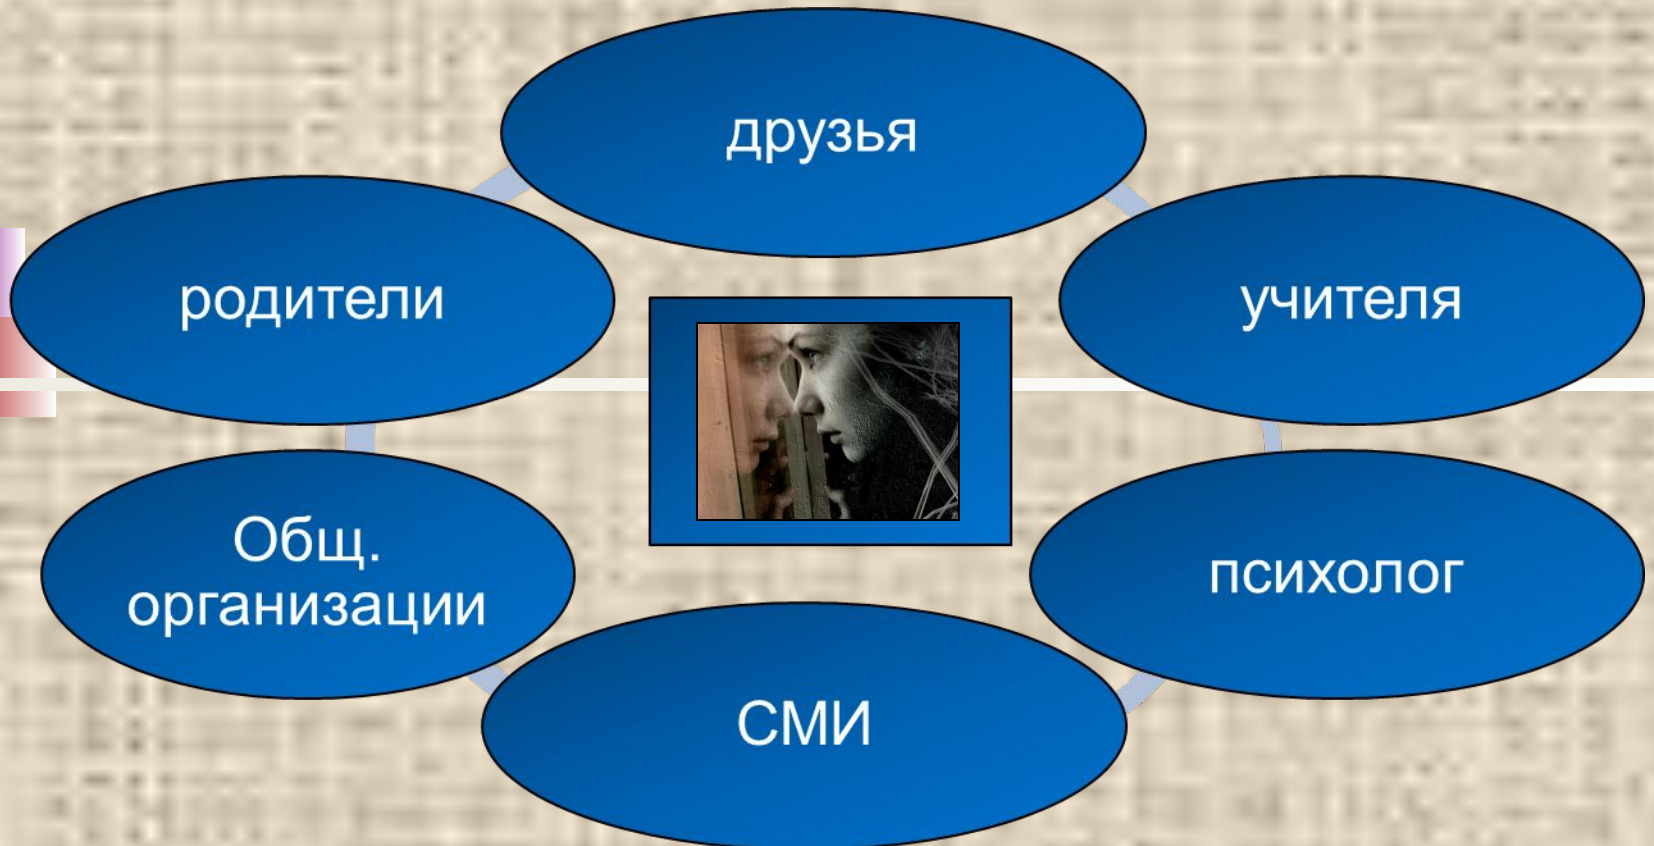 друзья
родители
учителя
Общ.
организации
психолог
СМИ